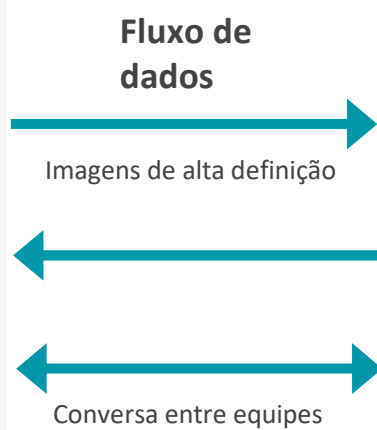 Fluxo de
dados
Imagens de alta definição
Conversa entre equipes